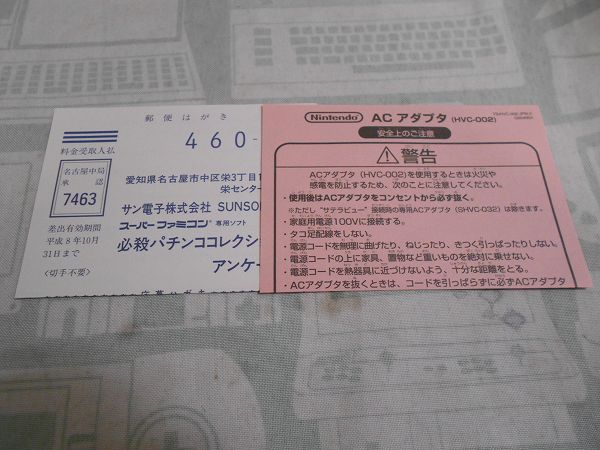 郵便はがき
460-
料金受取人払
名古屋中局
承認
7463
差出有効期間
平成8年10月
31日まで
〈切手不要〉
愛知県名古屋市中区栄3丁目
栄センター
サン電子株式会社 SUNSO
スーパーファミコン専用ソフト
必殺パチンココレクシ
アンケー
Nintendo
ACアダプタ (HVC-002)
安全上のご注意
警告
ACアダプタ(HVC-002)を使用するときは火災や
感電を防止するため、次のことに注意してください。
・使用後はACアダプタをコンセントから必ず抜く。
※ただし“サテラビュー”接続時の専用ACアダプタ(SHVC-032)は除きます。
・家庭用電源100Vに接続する。
・タコ足配線をしない。
・電源コードを無理に曲げたり、ねじったり、きつく引っぱったりしない。
・電源コードの上に家具、置物など重いものを絶対に乗せない。
・電源コードを熱器具に近づけないよう、十分な距離をとる。
・ACアダプタを抜くときは、コードを引っぱらずに必ずACアダプタ